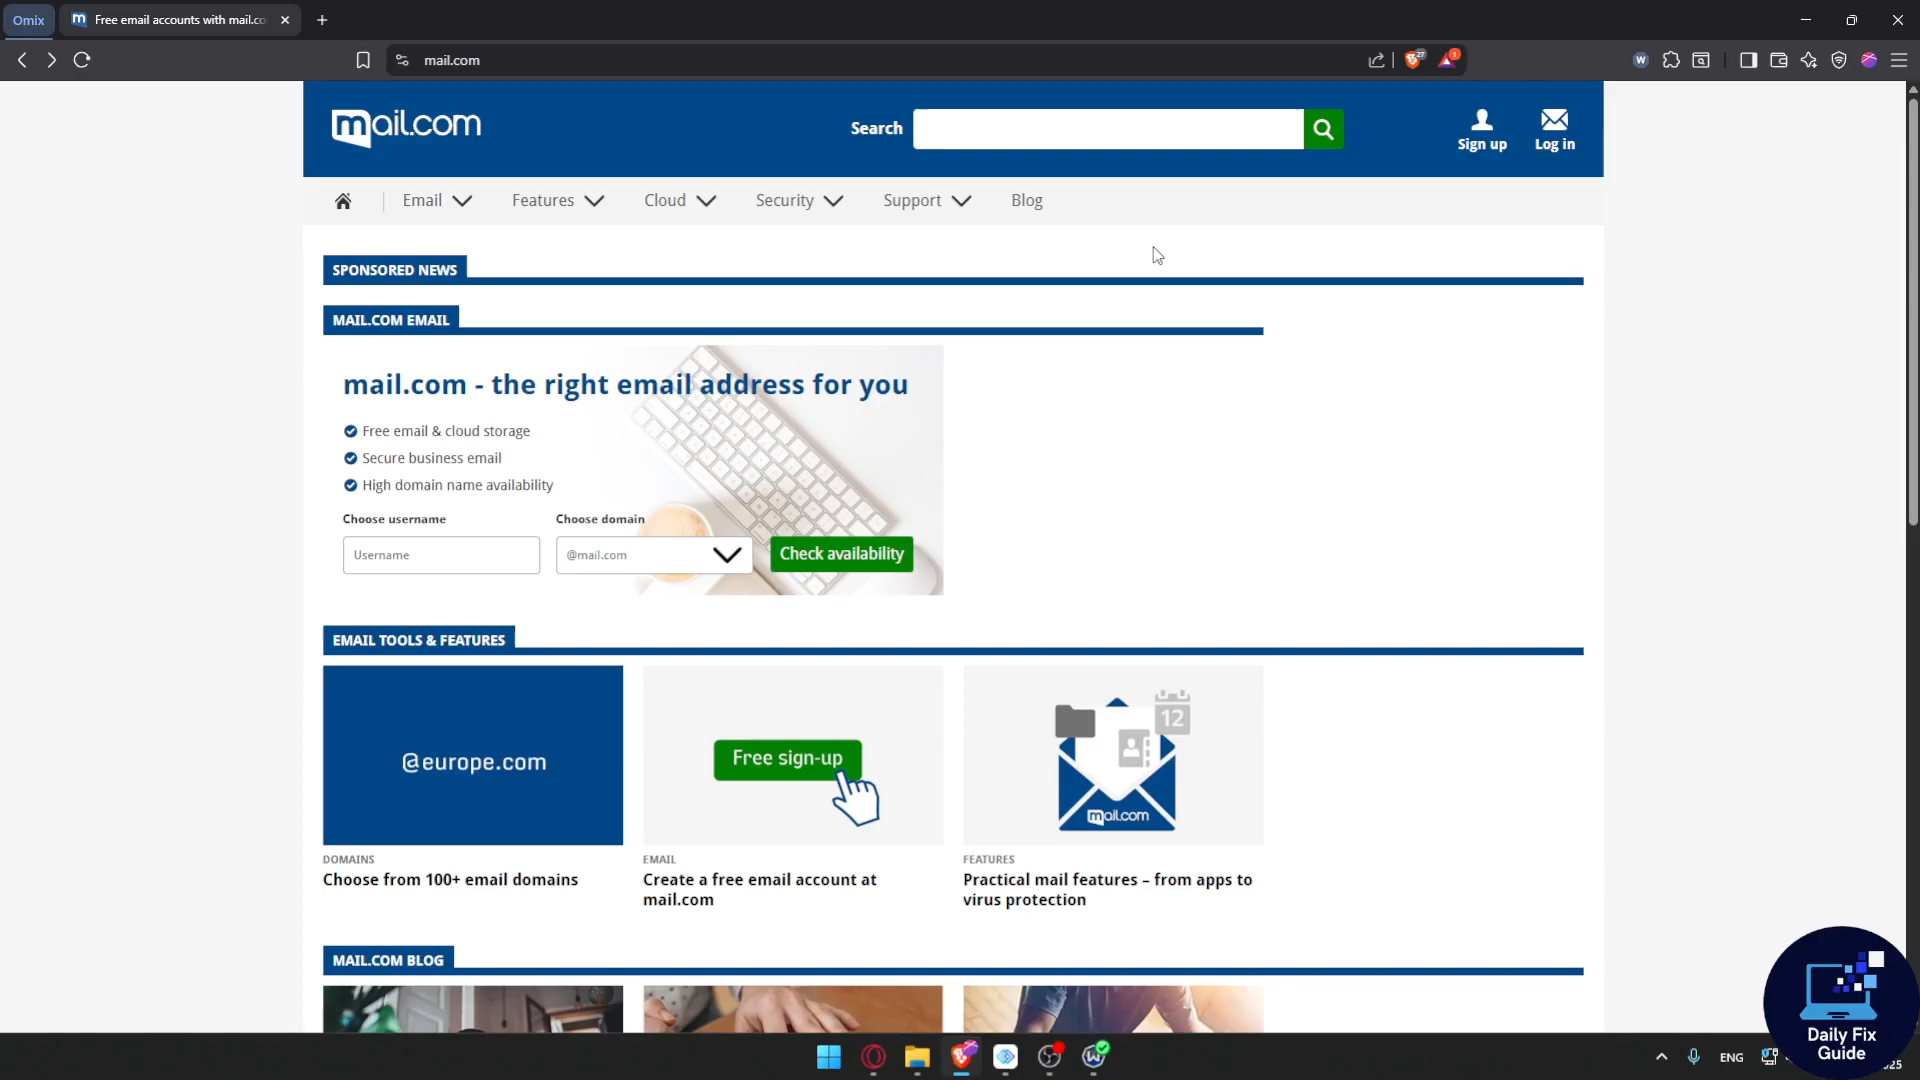 Omix
Free email accounts with mail.co
mail.com
27
1
W
mail.com
Search
Sign up
Log in
Email
Features
Cloud
Security
Support
Blog
SPONSORED NEWS
MAIL.COM EMAIL
mail.com - the right email address for you
Free email & cloud storage
Secure business email
High domain name availability
Choose username
Choose domain
Username
@mail.com
Check availability
EMAIL TOOLS & FEATURES
@europe.com
Free sign-up
12
mail.com
DOMAINS
EMAIL
FEATURES
Choose from 100+ email domains
Create a free email account at
mail.com
Practical mail features – from apps to
virus protection
MAIL.COM BLOG
Daily Fix
Guide
ENG